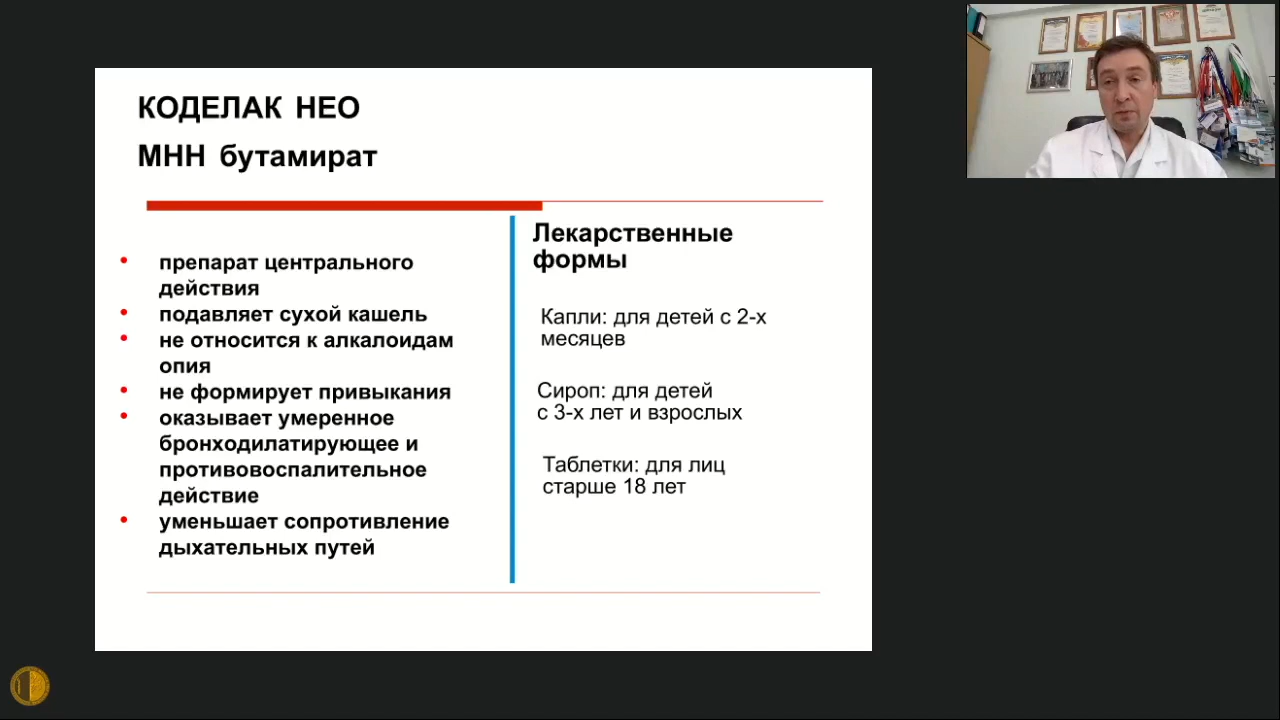 КОДЕЛАК НЕО
МНН бутамират
препарат центрального
действия
подавляет сухой кашель
не относится к алкалоидам
опия
не формирует привыкания
оказывает умеренное
бронходилатирующее и
противовоспалительное
действие
уменьшает сопротивление
дыхательных путей
Лекарственные
формы
Капли: для детей с 2-х
месяцев
Сироп: для детей
с 3-х лет и взрослых
Таблетки: для лиц
старше 18 лет